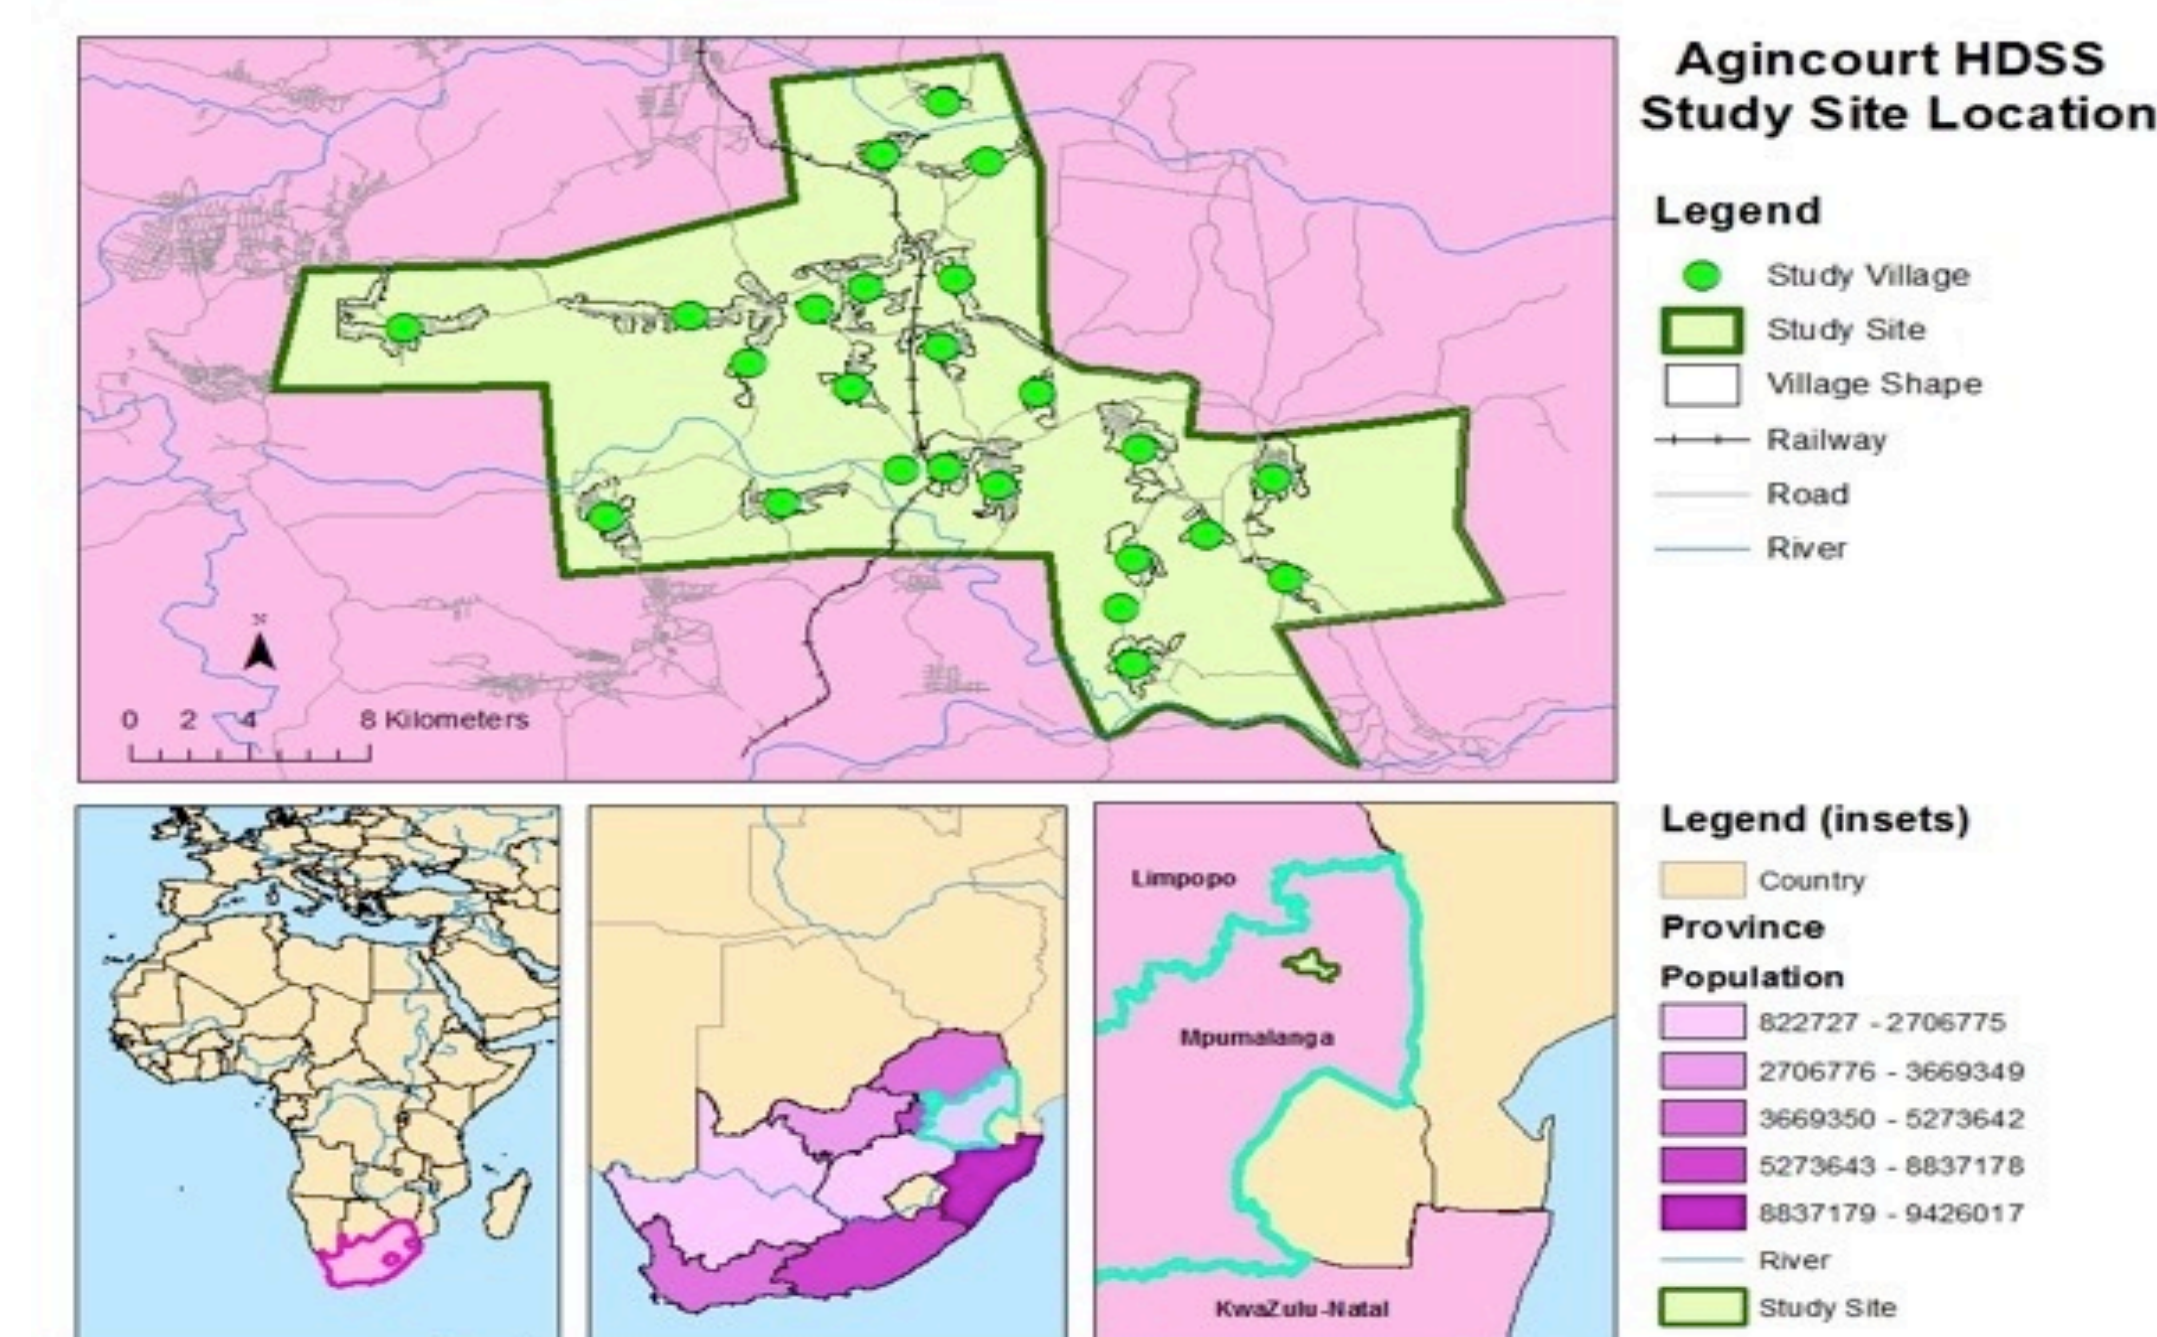 Agincourt HDSS
Study Site Location
Legend
Study Village
Study Site
Village Shape
Railway
Road
River
N
0 2 4 8 Kilometers
Limpopo
Mpumalanga
KwaZulu-Natal
Legend (insets)
Country
Province
Population
822727 - 2706775
2706776 - 3669349
3669350 - 5273642
5273643 - 8837178
8837179 - 9426017
River
Study Site